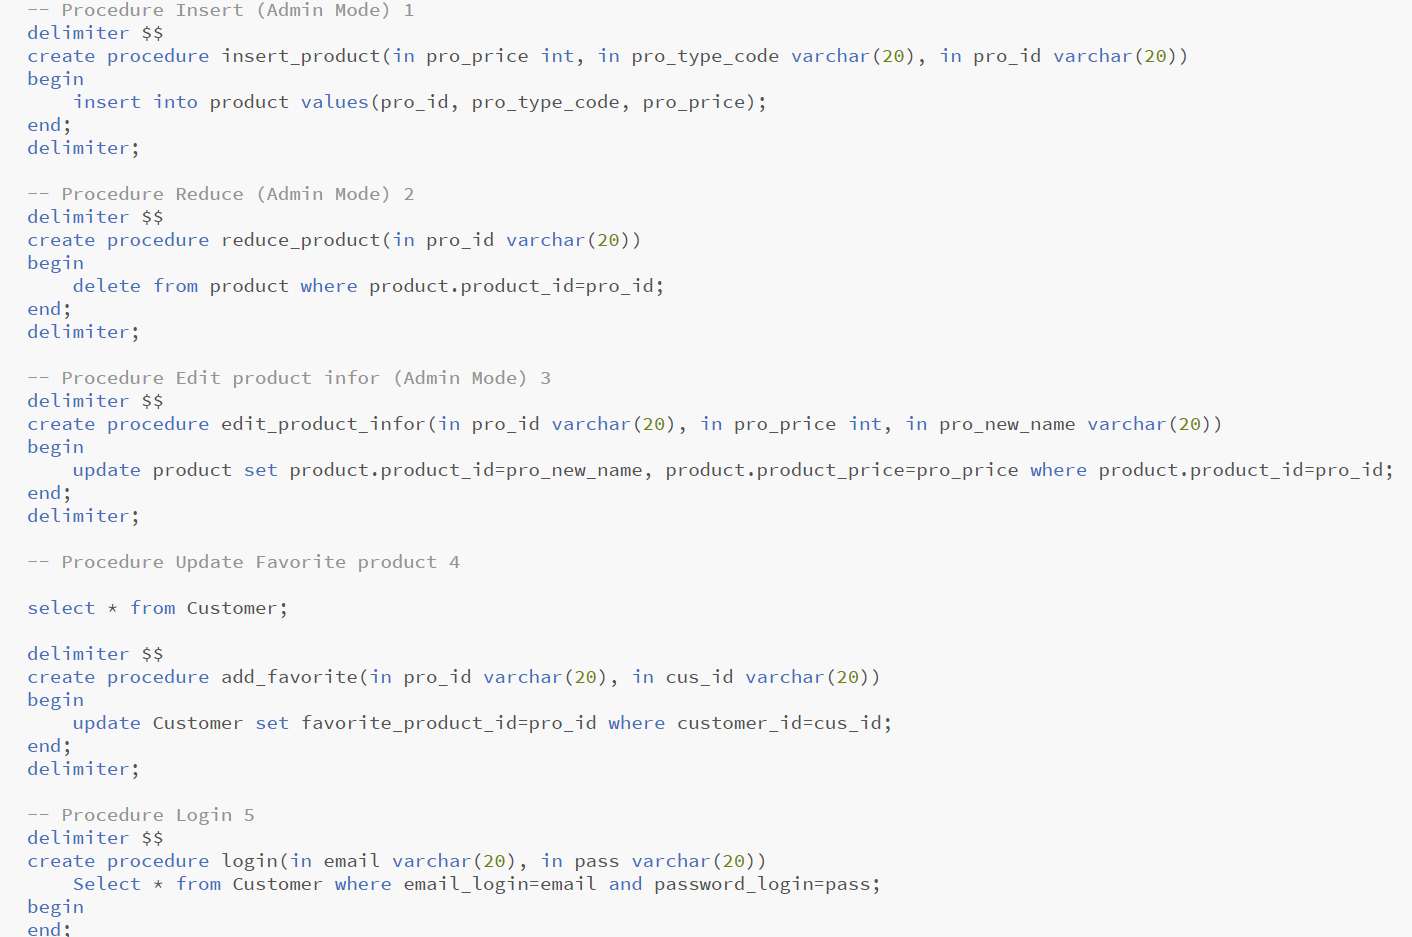 -- Procedure Insert (Admin Mode) 1
delimiter $$
create procedure insert_product(in pro_price int, in pro_type_code varchar(20), in pro_id varchar(20))
begin
    insert into product values(pro_id, pro_type_code, pro_price);
end;
delimiter;

-- Procedure Reduce (Admin Mode) 2
delimiter $$
create procedure reduce_product(in pro_id varchar(20))
begin
    delete from product where product.product_id=pro_id;
end;
delimiter;

-- Procedure Edit product infor (Admin Mode) 3
delimiter $$
create procedure edit_product_infor(in pro_id varchar(20), in pro_price int, in pro_new_name varchar(20))
begin
    update product set product.product_id=pro_new_name, product.product_price=pro_price where product.product_id=pro_id;
end;
delimiter;

-- Procedure Update Favorite product 4

select * from Customer;

delimiter $$
create procedure add_favorite(in pro_id varchar(20), in cus_id varchar(20))
begin
    update Customer set favorite_product_id=pro_id where customer_id=cus_id;
end;
delimiter;

-- Procedure Login 5
delimiter $$
create procedure login(in email varchar(20), in pass varchar(20))
    Select * from Customer where email_login=email and password_login=pass;
begin
end;